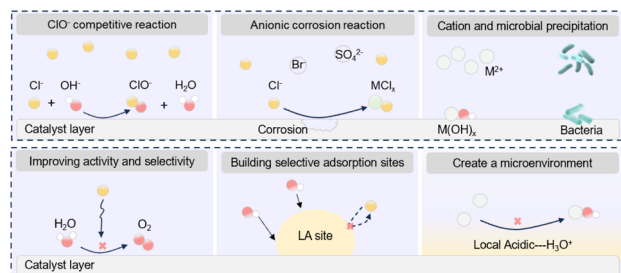 ClO⁻ competitive reaction
Anionic corrosion reaction
Cation and microbial precipitation
Cl⁻ OH⁻ ClO⁻ H₂O
+ +
Br⁻ SO₄²⁻
Cl⁻ MClₓ
M²⁺
M(OH)ₓ Bacteria
Catalyst layer
Corrosion
Improving activity and selectivity
Building selective adsorption sites
Create a microenvironment
H₂O O₂
LA site
Local Acidic---H₃O⁺
Catalyst layer